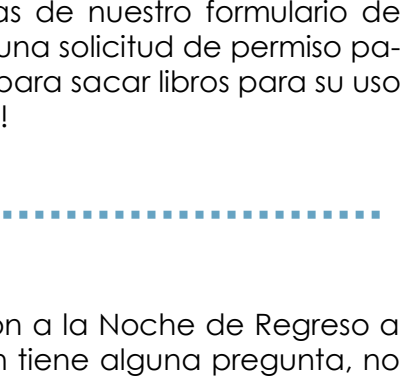 as de nuestro formulario de
una solicitud de permiso pa-
para sacar libros para su uso
!
on a la Noche de Regreso a
n tiene alguna pregunta, no